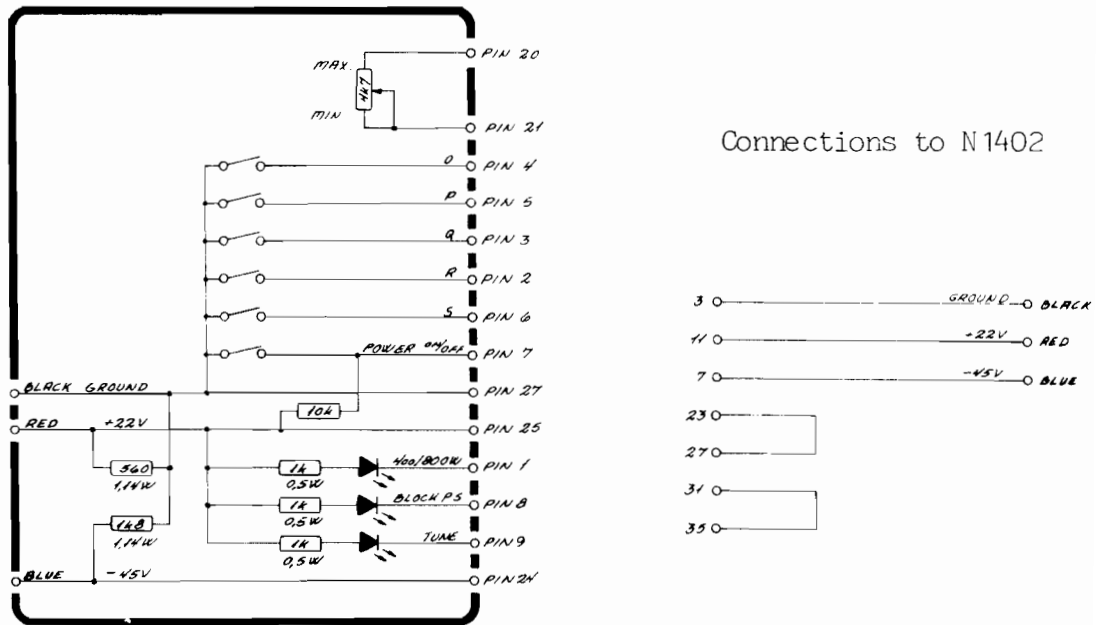 PIN 20
MAX.
4k7
MIN
PIN 21
O PIN 4
P PIN 5
Q PIN 3
R PIN 2
S PIN 6
POWER ON/OFF PIN 7
BLACK GROUND PIN 27
10k
RED +22V PIN 25
560
1,14W
1k 400/800W PIN 1
0,5W
1k BLOCK PS PIN 8
0,5W
1k8
1,14W
1k TUNE PIN 9
0,5W
BLUE -45V PIN 24
Connections to N1402
3 GROUND BLACK
11 +22V RED
7 -45V BLUE
23
27
31
35